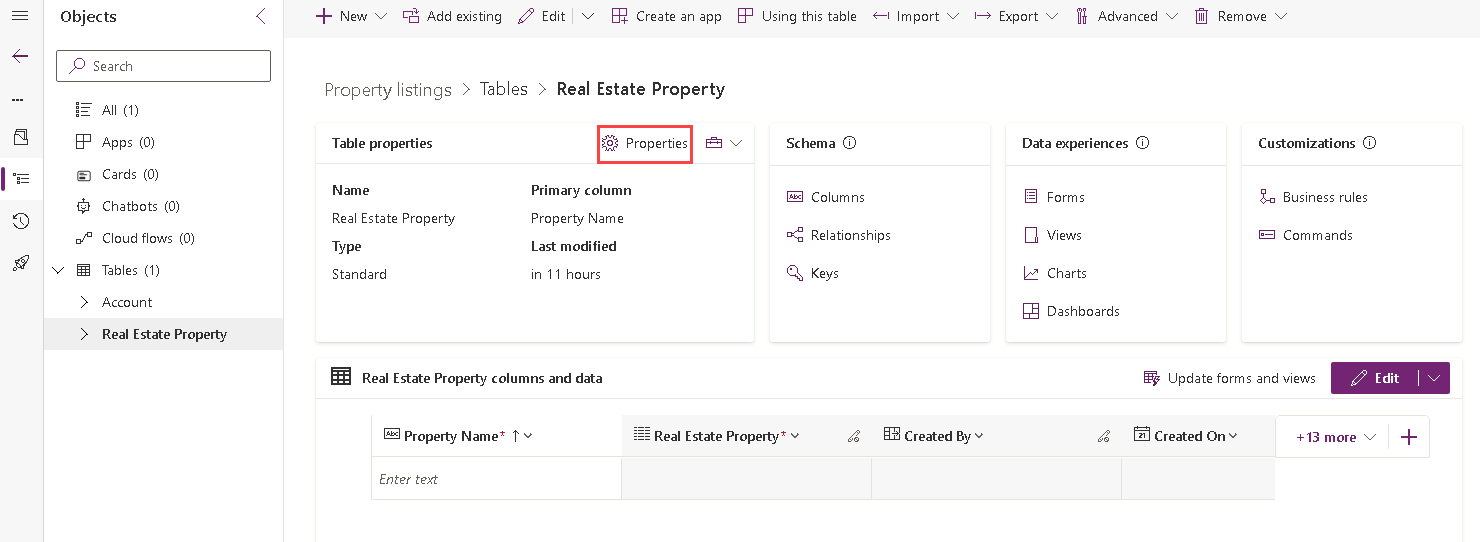 Objects
New
Add existing
Edit
Create an app
Using this table
Import
Export
Advanced
Remove
Search
All (1)
Apps (0)
Cards (0)
Chatbots (0)
Cloud flows (0)
Tables (1)
Account
Real Estate Property
Property listings > Tables > Real Estate Property
Table properties
Properties
Name
Primary column
Real Estate Property
Property Name
Type
Last modified
Standard
in 11 hours
Schema
Columns
Relationships
Keys
Data experiences
Forms
Views
Charts
Dashboards
Customizations
Business rules
Commands
Real Estate Property columns and data
Update forms and views
Edit
Abc Property Name*
Real Estate Property*
Created By
21 Created On
+13 more
Enter text